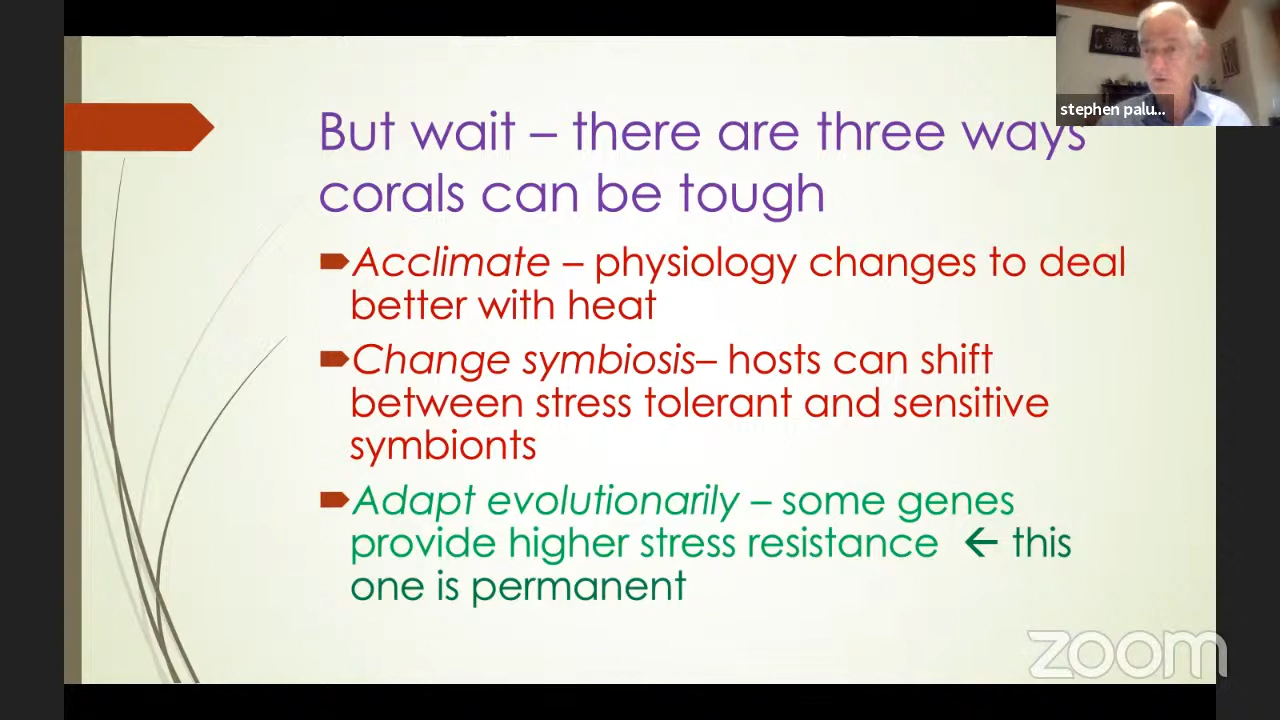 stephen palu...
But wait – there are three ways
corals can be tough
Acclimate – physiology changes to deal
better with heat
Change symbiosis– hosts can shift
between stress tolerant and sensitive
symbionts
Adapt evolutionarily – some genes
provide higher stress resistance ← this
one is permanent
zoom